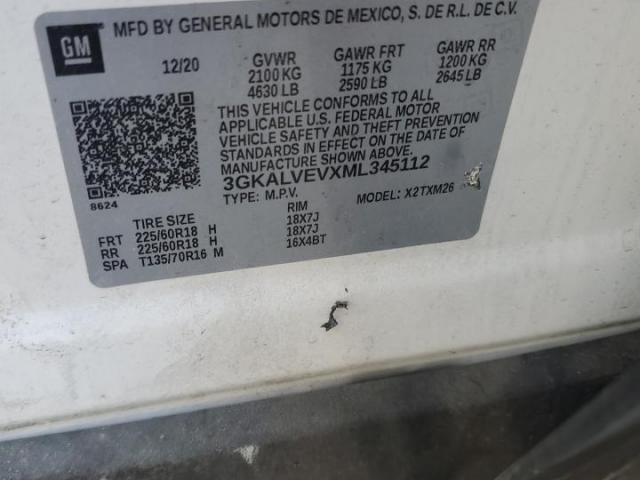 GM
MFD BY GENERAL MOTORS DE MEXICO, S. DE R.L. DE C.V.
12/20 GVWR GAWR FRT GAWR RR
2100 KG 1175 KG 1200 KG
4630 LB 2590 LB 2645 LB
THIS VEHICLE CONFORMS TO ALL
APPLICABLE U.S. FEDERAL MOTOR
VEHICLE SAFETY AND THEFT PREVENTION
STANDARDS IN EFFECT ON THE DATE OF
MANUFACTURE SHOWN ABOVE.
3GKALVEVXML345112
8624
TYPE: M.P.V. MODEL: X2TXM26
TIRE SIZE RIM
FRT 225/60R18 H 18X7J
RR 225/60R18 H 18X7J
SPA T135/70R16 M 16X4BT